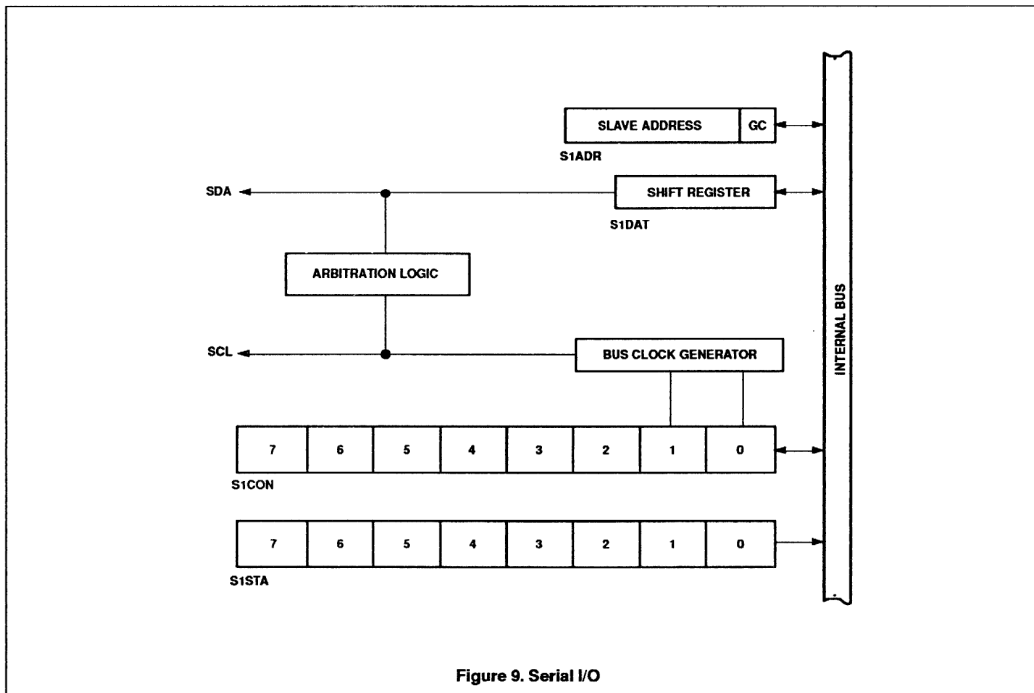 SLAVE ADDRESS GC
S1ADR
SDA
SHIFT REGISTER
S1DAT
ARBITRATION LOGIC
SCL
BUS CLOCK GENERATOR
INTERNAL BUS
7 6 5 4 3 2 1 0
S1CON
7 6 5 4 3 2 1 0
S1STA
Figure 9. Serial I/O